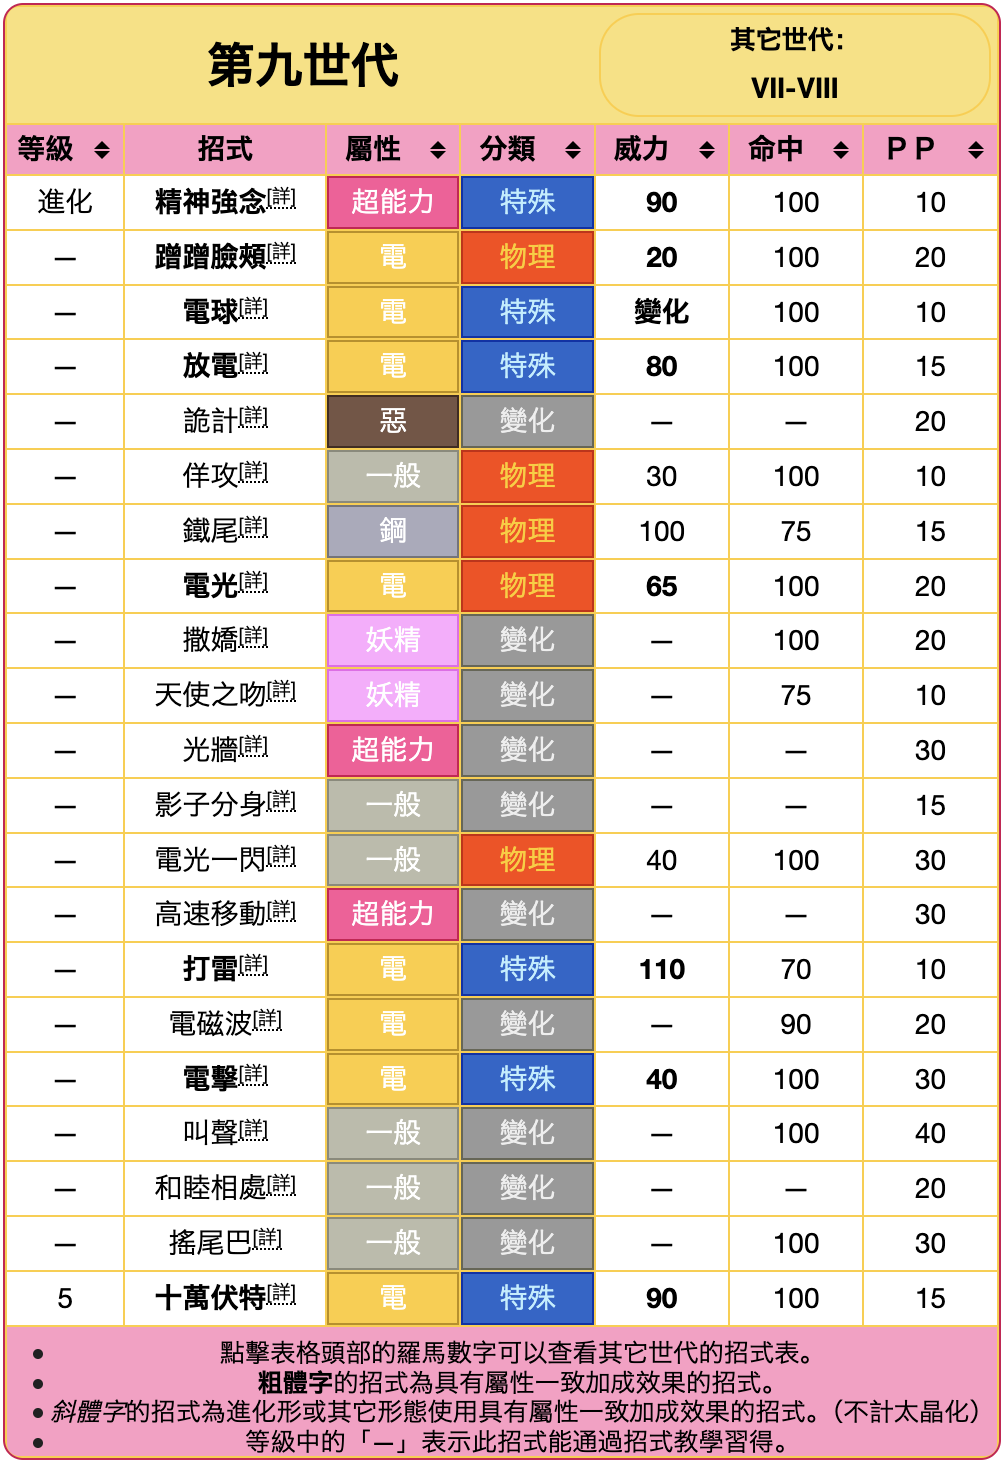 第九世代
其它世代：
VII-VIII
等級 招式 屬性 分類 威力 命中 ＰＰ
進化 精神強念[詳] 超能力 特殊 90 100 10
— 蹭蹭臉頰[詳] 電 物理 20 100 20
— 電球[詳] 電 特殊 變化 100 10
— 放電[詳] 電 特殊 80 100 15
— 詭計[詳] 惡 變化 — — 20
— 佯攻[詳] 一般 物理 30 100 10
— 鐵尾[詳] 鋼 物理 100 75 15
— 電光[詳] 電 物理 65 100 20
— 撒嬌[詳] 妖精 變化 — 100 20
— 天使之吻[詳] 妖精 變化 — 75 10
— 光牆[詳] 超能力 變化 — — 30
— 影子分身[詳] 一般 變化 — — 15
— 電光一閃[詳] 一般 物理 40 100 30
— 高速移動[詳] 超能力 變化 — — 30
— 打雷[詳] 電 特殊 110 70 10
— 電磁波[詳] 電 變化 — 90 20
— 電擊[詳] 電 特殊 40 100 30
— 叫聲[詳] 一般 變化 — 100 40
— 和睦相處[詳] 一般 變化 — — 20
— 搖尾巴[詳] 一般 變化 — 100 30
5 十萬伏特[詳] 電 特殊 90 100 15
• 點擊表格頭部的羅馬數字可以查看其它世代的招式表。
• 粗體字的招式為具有屬性一致加成效果的招式。
• 斜體字的招式為進化形或其它形態使用具有屬性一致加成效果的招式。（不計太晶化）
• 等級中的「—」表示此招式能通過招式教學習得。